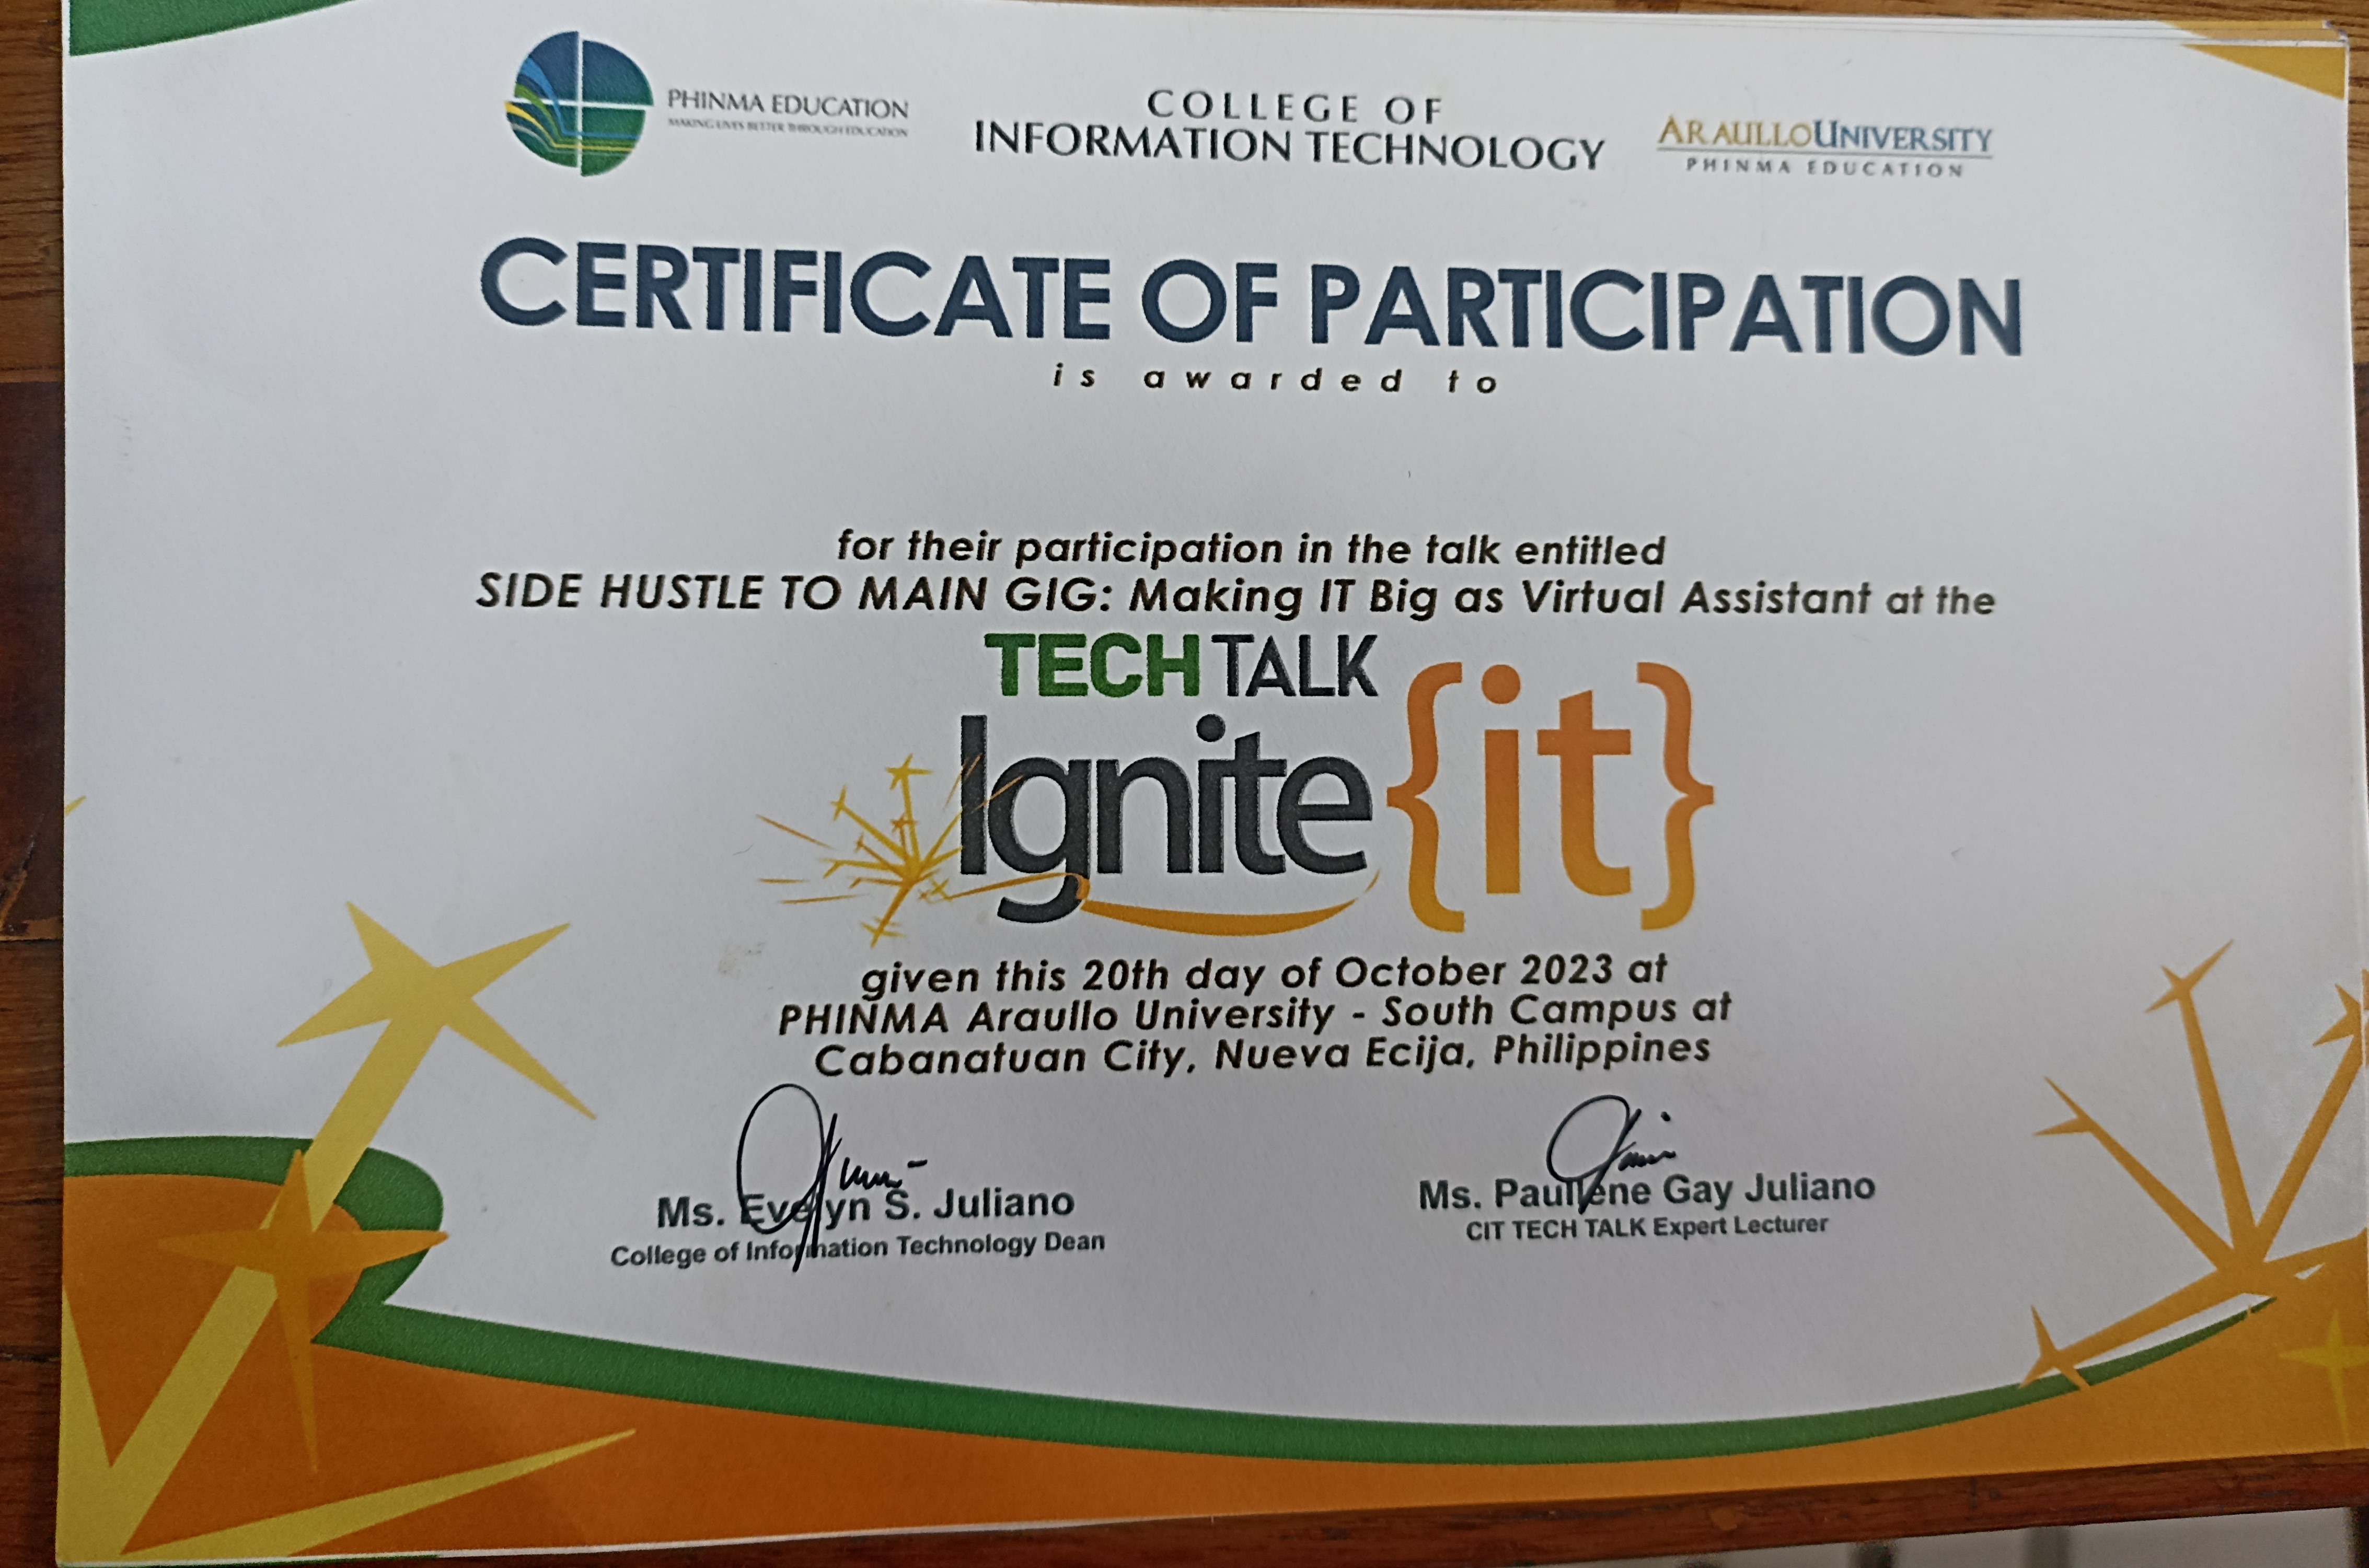 PHINMA EDUCATION
MAKING LIVES BETTER THROUGH EDUCATION
COLLEGE OF
INFORMATION TECHNOLOGY
ARAULLO UNIVERSITY
PHINMA EDUCATION
CERTIFICATE OF PARTICIPATION
is awarded to
for their participation in the talk entitled
SIDE HUSTLE TO MAIN GIG: Making IT Big as Virtual Assistant at the
TECH TALK
Ignite {it}
given this 20th day of October 2023 at
PHINMA Araullo University - South Campus at
Cabanatuan City, Nueva Ecija, Philippines
Ms. Evelyn S. Juliano
College of Information Technology Dean
Ms. Paullene Gay Juliano
CIT TECH TALK Expert Lecturer